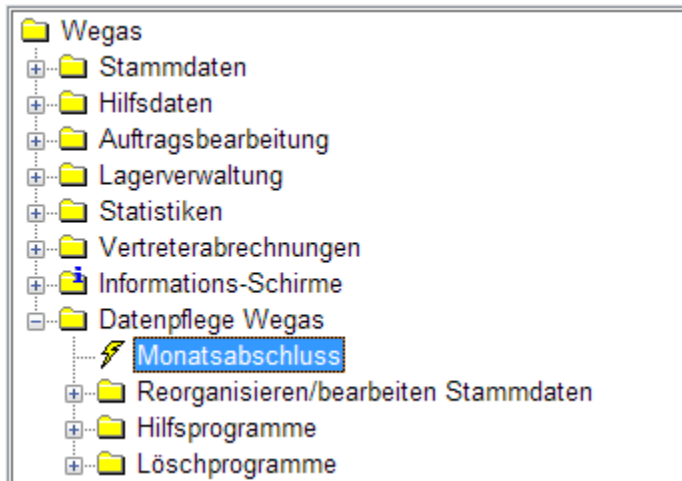 Wegas
Stammdaten
Hilfsdaten
Auftragsbearbeitung
Lagerverwaltung
Statistiken
Vertreterabrechnungen
Informations-Schirme
Datenpflege Wegas
Monatsabschluss
Reorganisieren/bearbeiten Stammdaten
Hilfsprogramme
Löschprogramme